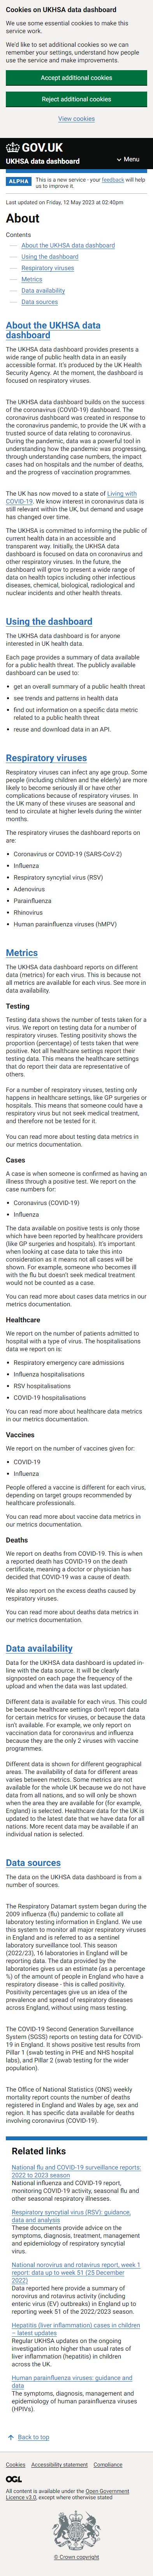 Cookies on UKHSA data dashboard
We use some essential cookies to make this
service work.
We'd like to set additional cookies so we can
remember your settings, understand how people
use the service and make improvements.
Accept additional cookies
Reject additional cookies
View cookies
GOV.UK
UKHSA data dashboard
Menu
ALPHA
This is a new service - your feedback will help
us to improve it.
Last updated on Friday, 12 May 2023 at 02:40pm
About
Contents
— About the UKHSA data dashboard
— Using the dashboard
— Respiratory viruses
— Metrics
— Data availability
— Data sources
About the UKHSA data
dashboard
The UKHSA data dashboard provides presents a
wide range of public health data in an easily
accessible format. It's produced by the UK Health
Security Agency. At the moment, the dashboard is
focused on respiratory viruses.
The UKHSA data dashboard builds on the success
of the coronavirus (COVID-19) dashboard. The
coronavirus dashboard was created in response to
the coronavirus pandemic, to provide the UK with a
trusted source of data relating to coronavirus.
During the pandemic, data was a powerful tool in
understanding how the pandemic was progressing,
through understanding case numbers, the impact
cases had on hospitals and the number of deaths,
and the progress of vaccination programmes.
The UK has now moved to a state of Living with
COVID-19. We know interest in coronavirus data is
still relevant within the UK, but demand and usage
has changed over time.
The UKHSA is committed to informing the public of
current health data in an accessible and
transparent way. Initially, the UKHSA data
dashboard is focused on data for coronavirus and
other respiratory viruses. In the future, the
dashboard will grow to present a wide range of
data on health topics including other infectious
diseases, chemical, biological, radiological and
nuclear incidents and other health threats.
Using the dashboard
The UKHSA data dashboard is for anyone
interested in UK health data.
Each page provides a summary of data available
for a public health threat. The publicly available
dashboard can be used to:
• get an overall summary of a public health threat
• see trends and patterns in health data
• find out information on a specific data metric
related to a public health threat
• reuse and download data in an API.
Respiratory viruses
Respiratory viruses can infect any age group. Some
people (including children and the elderly) are more
likely to become seriously ill or have other
complications because of respiratory viruses. In
the UK many of these viruses are seasonal and
tend to circulate at higher levels during the winter
months.
The respiratory viruses the dashboard reports on
are:
• Coronavirus or COVID-19 (SARS-CoV-2)
• Influenza
• Respiratory syncytial virus (RSV)
• Adenovirus
• Parainfluenza
• Rhinovirus
• Human parainfluenza viruses (hMPV)
Metrics
The UKHSA data dashboard reports on different
data (metrics) for each virus. This is because not
all metrics are available for each virus. See more in
data availability.
Testing
Testing data shows the number of tests taken for a
virus. We report on testing data for a number of
respiratory viruses. Testing positivity shows the
proportion (percentage) of tests taken that were
positive. Not all healthcare settings report their
testing data. This means the healthcare settings
that do report their data are representative of
others.
For a number of respiratory viruses, testing only
happens in healthcare settings, like GP surgeries or
hospitals. This means that someone could have a
respiratory virus but not seek medical treatment,
and therefore not be tested for it.
You can read more about testing data metrics in
our metrics documentation.
Cases
A case is when someone is confirmed as having an
illness through a positive test. We report on the
case numbers for:
• Coronavirus (COVID-19)
• Influenza
The data available on positive tests is only those
which have been reported by healthcare providers
(like GP surgeries and hospitals). It's important
when looking at case data to take this into
consideration as it means not all cases will be
shown. For example, someone who becomes ill
with the flu but doesn't seek medical treatment
would not be counted as a case.
You can read more about cases data metrics in our
metrics documentation.
Healthcare
We report on the number of patients admitted to
hospital with a type of virus. The hospitalisations
data we report on is:
• Respiratory emergency care admissions
• Influenza hospitalisations
• RSV hospitalisations
• COVID-19 hospitalisations
You can read more about healthcare data metrics
in our metrics documentation.
Vaccines
We report on the number of vaccines given for:
• COVID-19
• Influenza
People offered a vaccine is different for each virus,
depending on target groups recommended by
healthcare professionals.
You can read more about vaccine data metrics in
our metrics documentation.
Deaths
We report on deaths from COVID-19. This is when
a reported death has COVID-19 on the death
certificate, meaning a doctor or physician has
decided that COVID-19 was a cause of death.
We also report on the excess deaths caused by
respiratory viruses.
You can read more about deaths data metrics in
our metrics documentation.
Data availability
Data for the UKHSA data dashboard is updated in-
line with the data source. It will be clearly
signposted on each page the frequency of the
update and when the data was last updated.
Different data is available for each virus. This could
be because healthcare settings don't report data
for certain metrics for viruses, or because the data
isn't available. For example, we only report on
vaccination data for coronavirus and influenza
because they are the only 2 viruses with vaccine
programmes.
Different data is shown for different geographical
areas. The availability of data for different areas
varies between metrics. Some metrics are not
available for the whole of the UK because we don't
have data from all nations, and so will only be
shown in the area they are available for (for example,
England) is selected. Healthcare data for the UK is
updated to the latest date that we have data for all
nations. More recent data may be available if an
individual nation is selected.
Data sources
The data on the UKHSA data dashboard is from a
number of sources.
The Respiratory Datamart system began during the
2009 influenza (flu) pandemic to collate all
laboratory testing information in England. We use
this system to monitor all major respiratory viruses
in England and is referred to as a sentinel
laboratory surveillance tool. This season
(2022/23), 16 laboratories in England will be
reporting data. The data provided by the
laboratories gives us an estimate (as a percentage
%) of the amount of people in England who have a
respiratory disease - this is called positivity.
Positivity percentages give us an idea of the
prevalence and spread of respiratory diseases
across England, without using mass testing.
The COVID-19 Second Generation Surveillance
System (SGSS) reports on testing data for COVID-
19 in England. It shows positive test results from
Pillar 1 (swab testing in PHE and NHS hospital
labs), and Pillar 2 (swab testing for the wider
population).
The Office of National Statistics (ONS) weekly
mortality report counts the number of deaths
registered in England and Wales by age, sex and
region. It has specific data available for deaths
involving coronavirus (COVID-19).
Related links
National flu and COVID-19 surveillance reports:
2022 to 2023 season
National influenza and COVID-19 report,
monitoring COVID-19 activity, seasonal flu and
other seasonal respiratory illnesses.
Respiratory syncytial virus (RSV): guidance,
data and analysis
These documents provide advice on the
symptoms, diagnosis, treatment, management
and epidemiology of respiratory syncytial
virus.
National norovirus and rotavirus report, week 1
report: data up to week 51 (25 December
2022)
Data reported here provide a summary of
norovirus and rotavirus activity (including
enteric virus (EV) outbreaks) in England up to
reporting week 51 of the 2022/2023 season.
Hepatitis (liver inflammation) cases in children
– latest updates
Regular UKHSA updates on the ongoing
investigation into higher than usual rates of
liver inflammation (hepatitis) in children
across the UK.
Human parainfluenza viruses: guidance and
data
The symptoms, diagnosis, management and
epidemiology of human parainfluenza viruses
(HPIVs).
Back to top
Cookies Accessibility statement Compliance
OGL
All content is available under the Open Government
Licence v3.0, except where otherwise stated
© Crown copyright